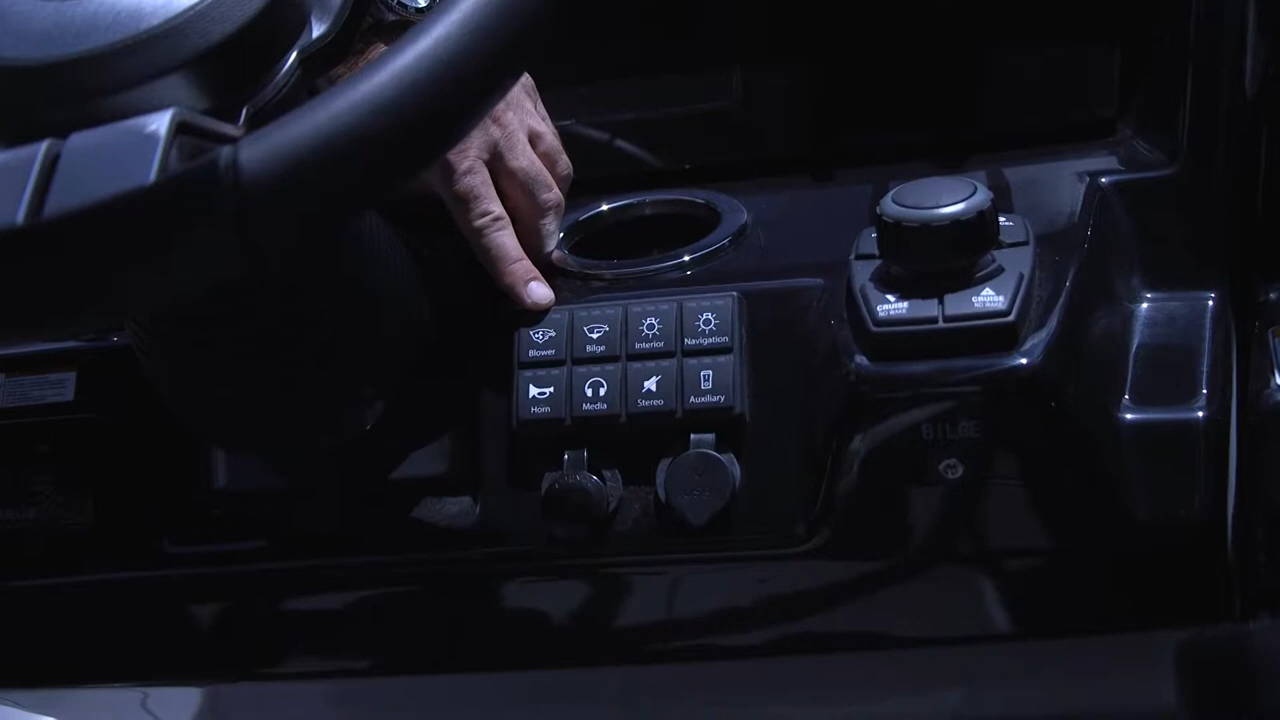 Blower
Bilge
Interior
Navigation
Horn
Media
Stereo
Auxiliary
CRUISE
NO WAKE
CRUISE
NO WAKE
BILGE